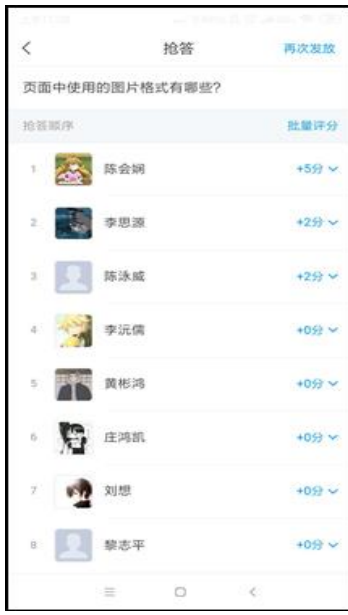 抢答
再次发放
页面中使用的图片格式有哪些?
抢答顺序
批量评分
1 陈会娴 +5分
2 李思源 +2分
3 陈泳威 +2分
4 李沅儒 +0分
5 黄彬鸿 +0分
6 庄鸿凯 +0分
7 刘想 +0分
8 黎志平 +0分